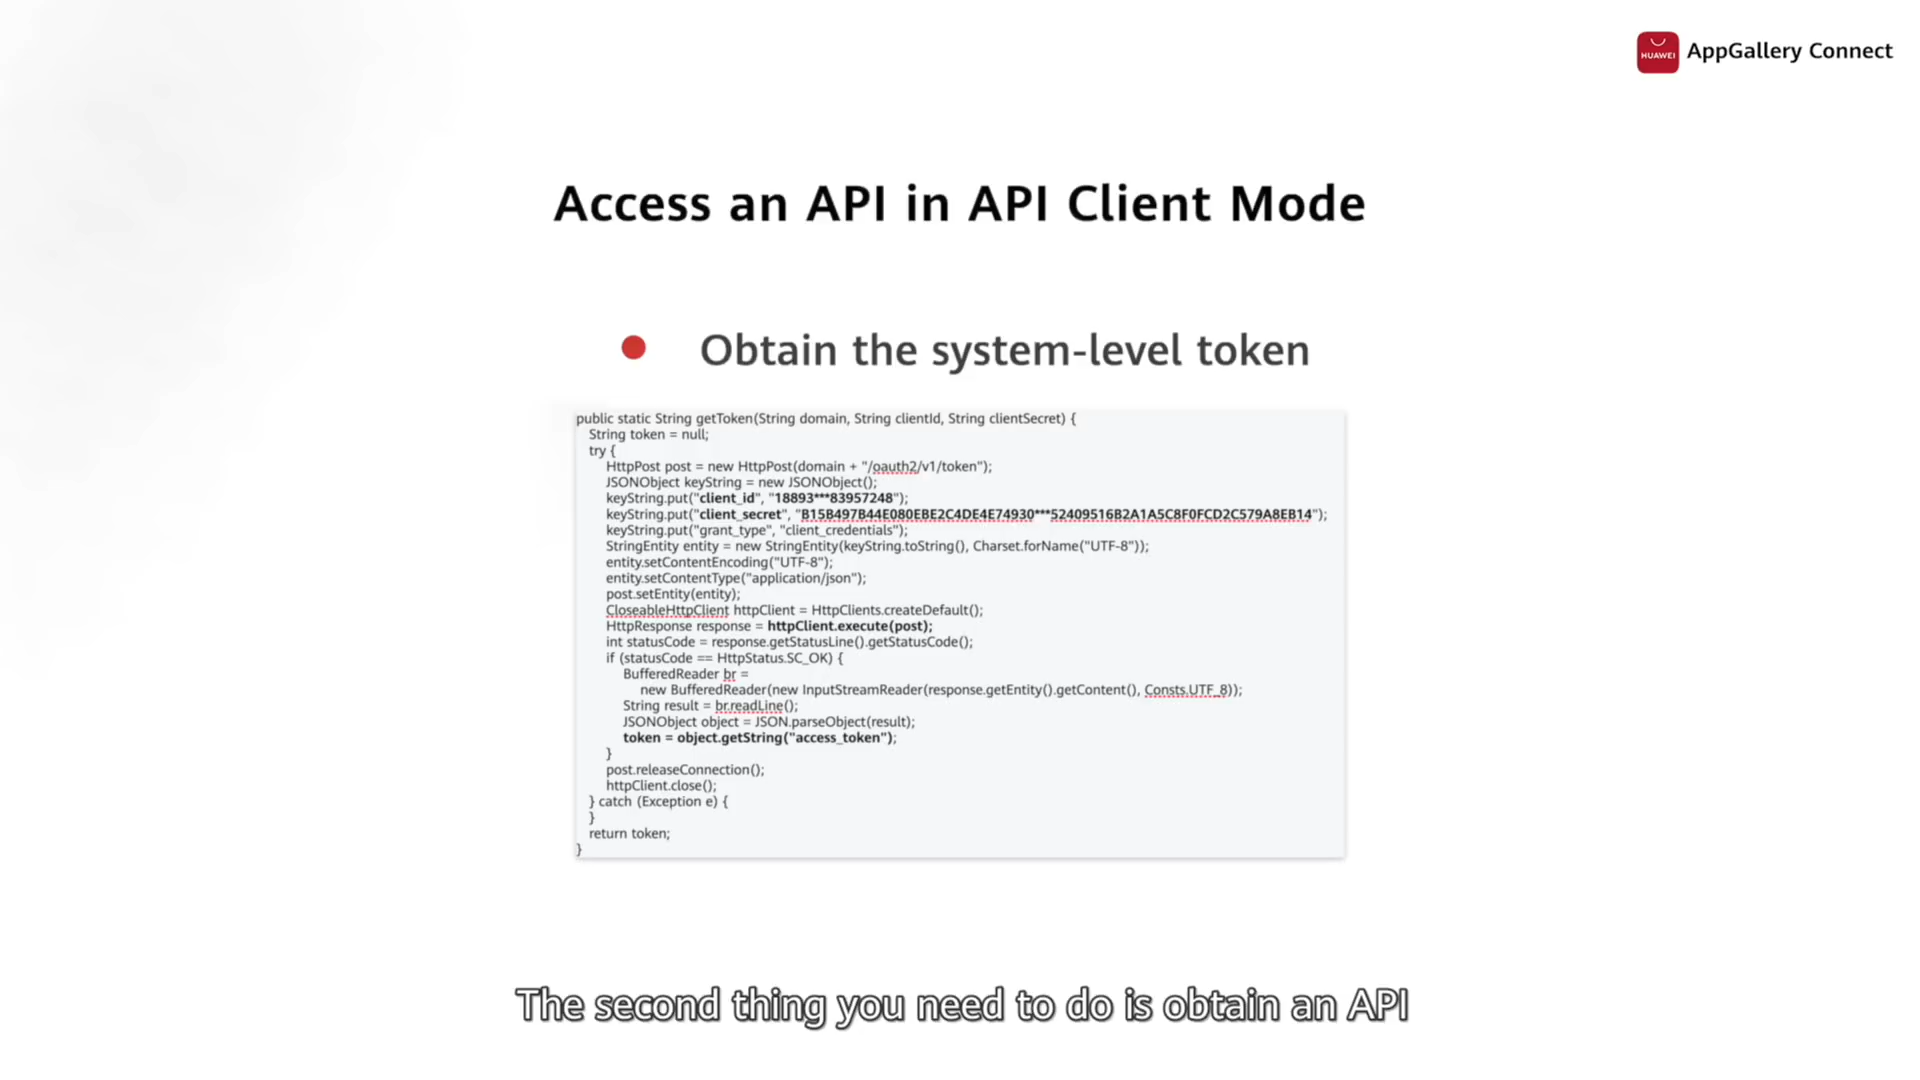 HUAWEI AppGallery Connect
Access an API in API Client Mode
● Obtain the system-level token
public static String getToken(String domain, String clientId, String clientSecret) {
String token = null;
try {
HttpPost post = new HttpPost(domain + "/oauth2/v1/token");
JSONObject keyString = new JSONObject();
keyString.put("client_id", "18893***83957248");
keyString.put("client_secret", "B15B497B44E080EBE2C4DE4E74930***52409516B2A1A5C8F0FCD2C579A8EB14");
keyString.put("grant_type", "client_credentials");
StringEntity entity = new StringEntity(keyString.toString(), Charset.forName("UTF-8"));
entity.setContentEncoding("UTF-8");
entity.setContentType("application/json");
post.setEntity(entity);
CloseableHttpClient httpClient = HttpClients.createDefault();
HttpResponse response = httpClient.execute(post);
int statusCode = response.getStatusLine().getStatusCode();
if (statusCode == HttpStatus.SC_OK) {
BufferedReader br =
new BufferedReader(new InputStreamReader(response.getEntity().getContent(), Consts.UTF_8));
String result = br.readLine();
JSONObject object = JSON.parseObject(result);
token = object.getString("access_token");
}
post.releaseConnection();
httpClient.close();
} catch (Exception e) {
}
return token;
}
The second thing you need to do is obtain an API